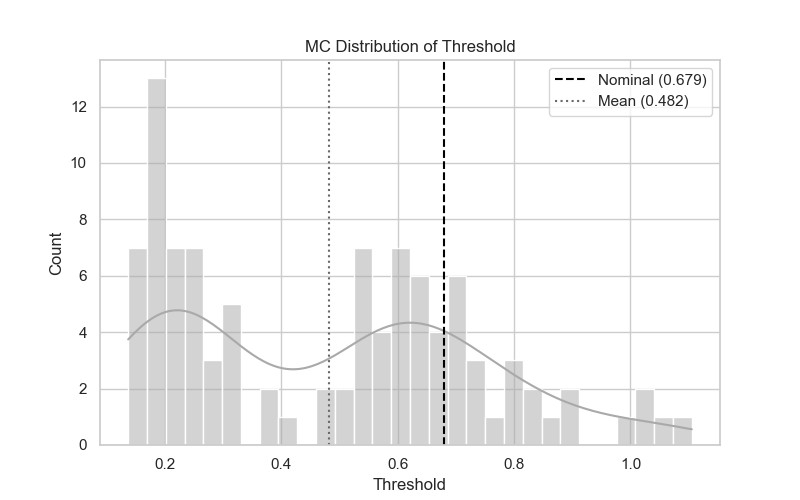 MC Distribution of Threshold
Nominal (0.679)
Mean (0.482)
Count
12
10
8
6
4
2
0
0.2 0.4 0.6 0.8 1.0
Threshold